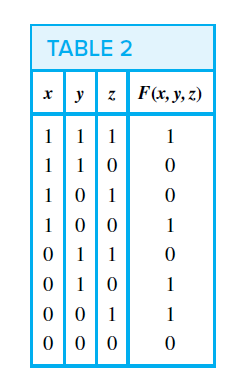 TABLE 2
x y z F(x, y, z)
1 1 1 1
1 1 0 0
1 0 1 0
1 0 0 1
0 1 1 0
0 1 0 1
0 0 1 1
0 0 0 0